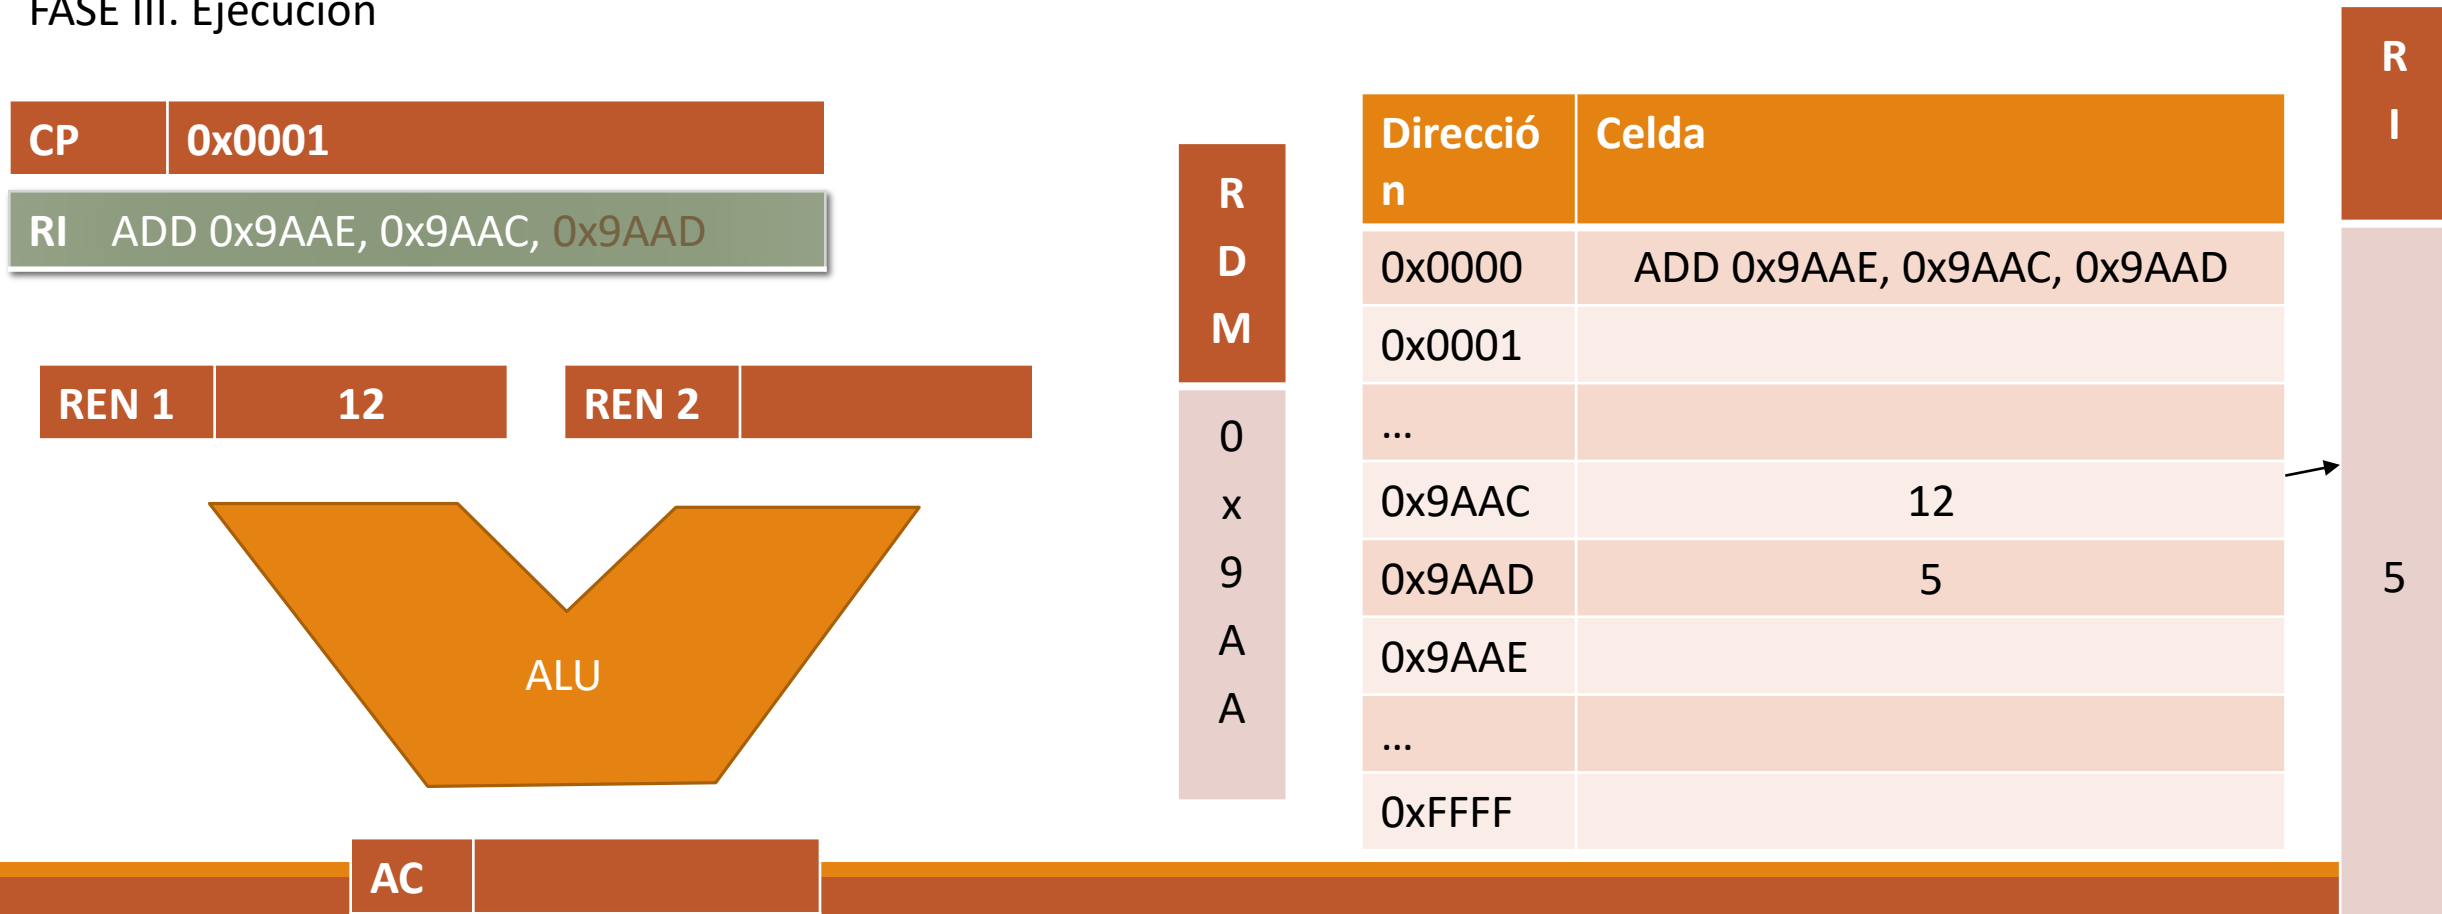 FASE III. Ejecución
CP 0x0001
RI ADD 0x9AAE, 0x9AAC, 0x9AAD
REN 1 12 REN 2
ALU
AC
R
D
M
0
x
9
A
A
Direcció
n
Celda
0x0000 ADD 0x9AAE, 0x9AAC, 0x9AAD
0x0001
...
0x9AAC 12
0x9AAD 5
0x9AAE
...
0xFFFF
R
I
5